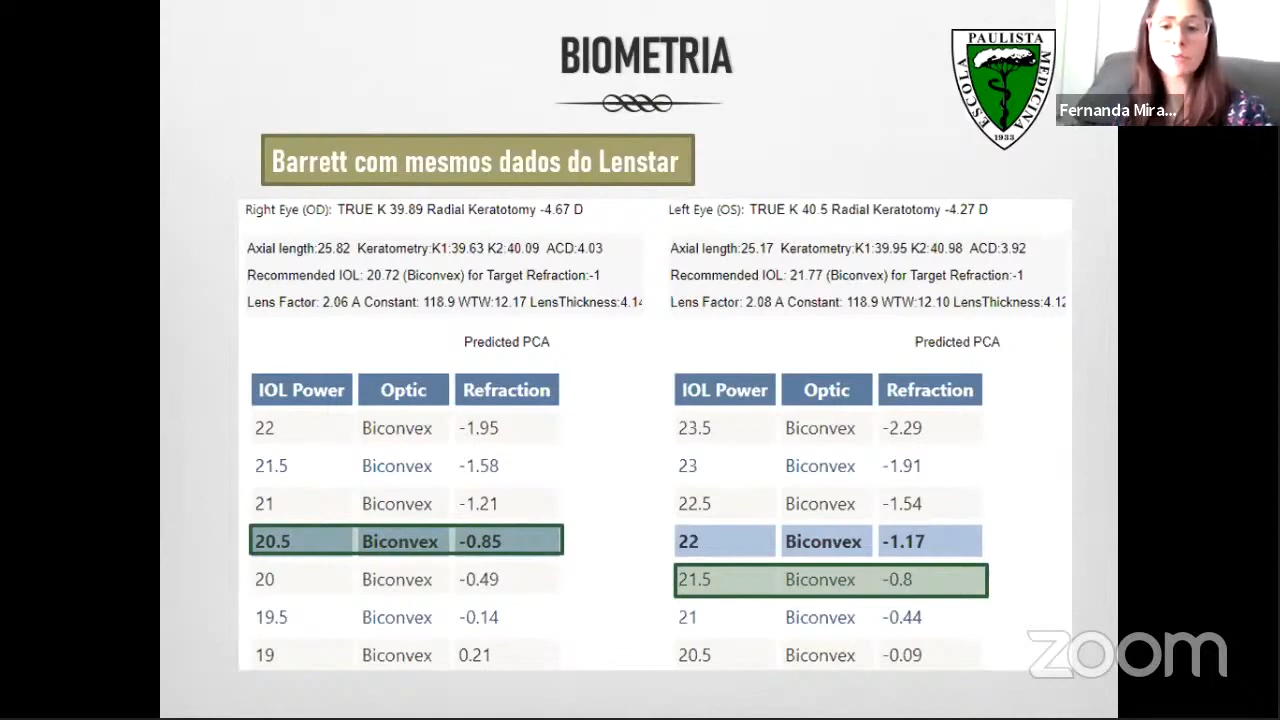 BIOMETRIA
ESCOLA PAULISTA MEDICINA
1933
Fernanda Mira...
Barrett com mesmos dados do Lenstar
Right Eye (OD): TRUE K 39.89 Radial Keratotomy -4.67 D
Axial length:25.82 Keratometry:K1:39.63 K2:40.09 ACD:4.03
Recommended IOL: 20.72 (Biconvex) for Target Refraction:-1
Lens Factor: 2.06 A Constant: 118.9 WTW:12.17 LensThickness:4.14
Predicted PCA
IOL Power Optic Refraction
22 Biconvex -1.95
21.5 Biconvex -1.58
21 Biconvex -1.21
20.5 Biconvex -0.85
20 Biconvex -0.49
19.5 Biconvex -0.14
19 Biconvex 0.21
Left Eye (OS): TRUE K 40.5 Radial Keratotomy -4.27 D
Axial length:25.17 Keratometry:K1:39.95 K2:40.98 ACD:3.92
Recommended IOL: 21.77 (Biconvex) for Target Refraction:-1
Lens Factor: 2.08 A Constant: 118.9 WTW:12.10 LensThickness:4.12
Predicted PCA
IOL Power Optic Refraction
23.5 Biconvex -2.29
23 Biconvex -1.91
22.5 Biconvex -1.54
22 Biconvex -1.17
21.5 Biconvex -0.8
21 Biconvex -0.44
20.5 Biconvex -0.09
zoom